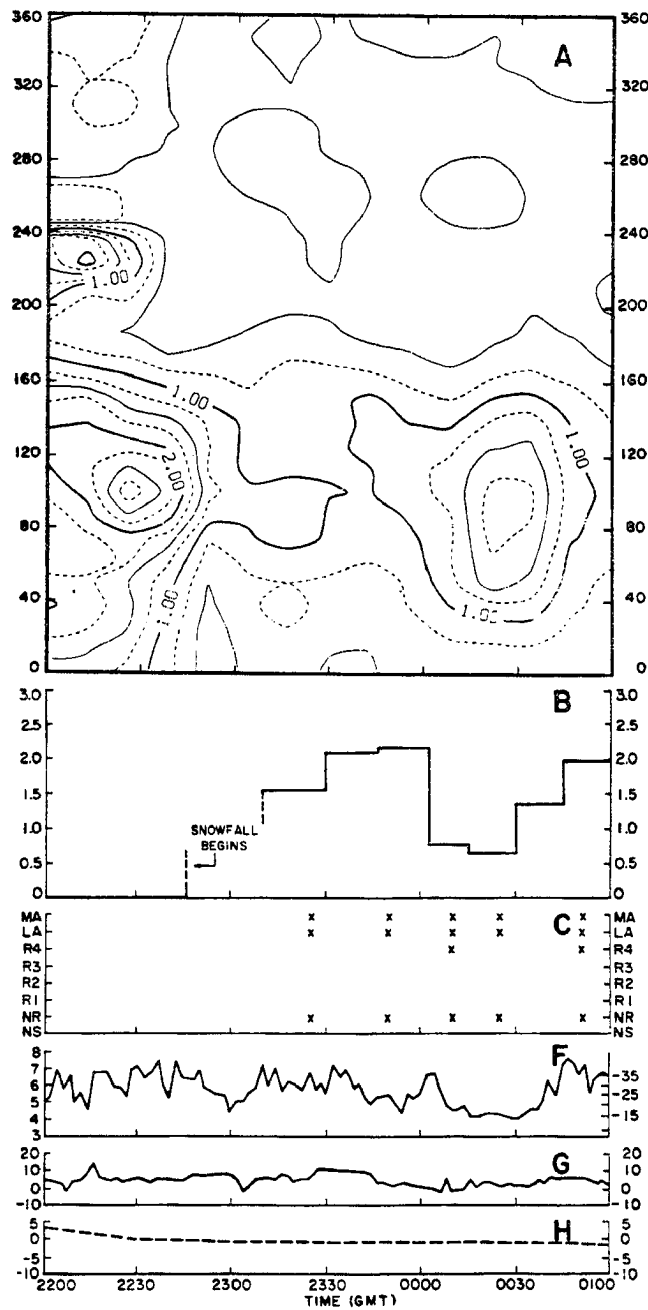 360 A 360
320 320
280 280
240 240
1.00
200 200
160 160
1.00
1.00
120 2.00 120
80 80
40 1.00 40
1.00
0 0
3.0 B 3.0
2.5 2.5
2.0 2.0
1.5 1.5
1.0 SNOWFALL 1.0
BEGINS
0.5 0.5
0 0
MA C MA
LA LA
R4 R4
R3 R3
R2 R2
R1 R1
NR NR
NS NS
8 F
7 -35
6
5 -25
4 -15
3
20 G 20
10 10
0 0
-10 -10
5 H 5
0 0
-5 -5
-10 -10
2200 2230 2300 2330 0000 0030 0100
TIME (GMT)